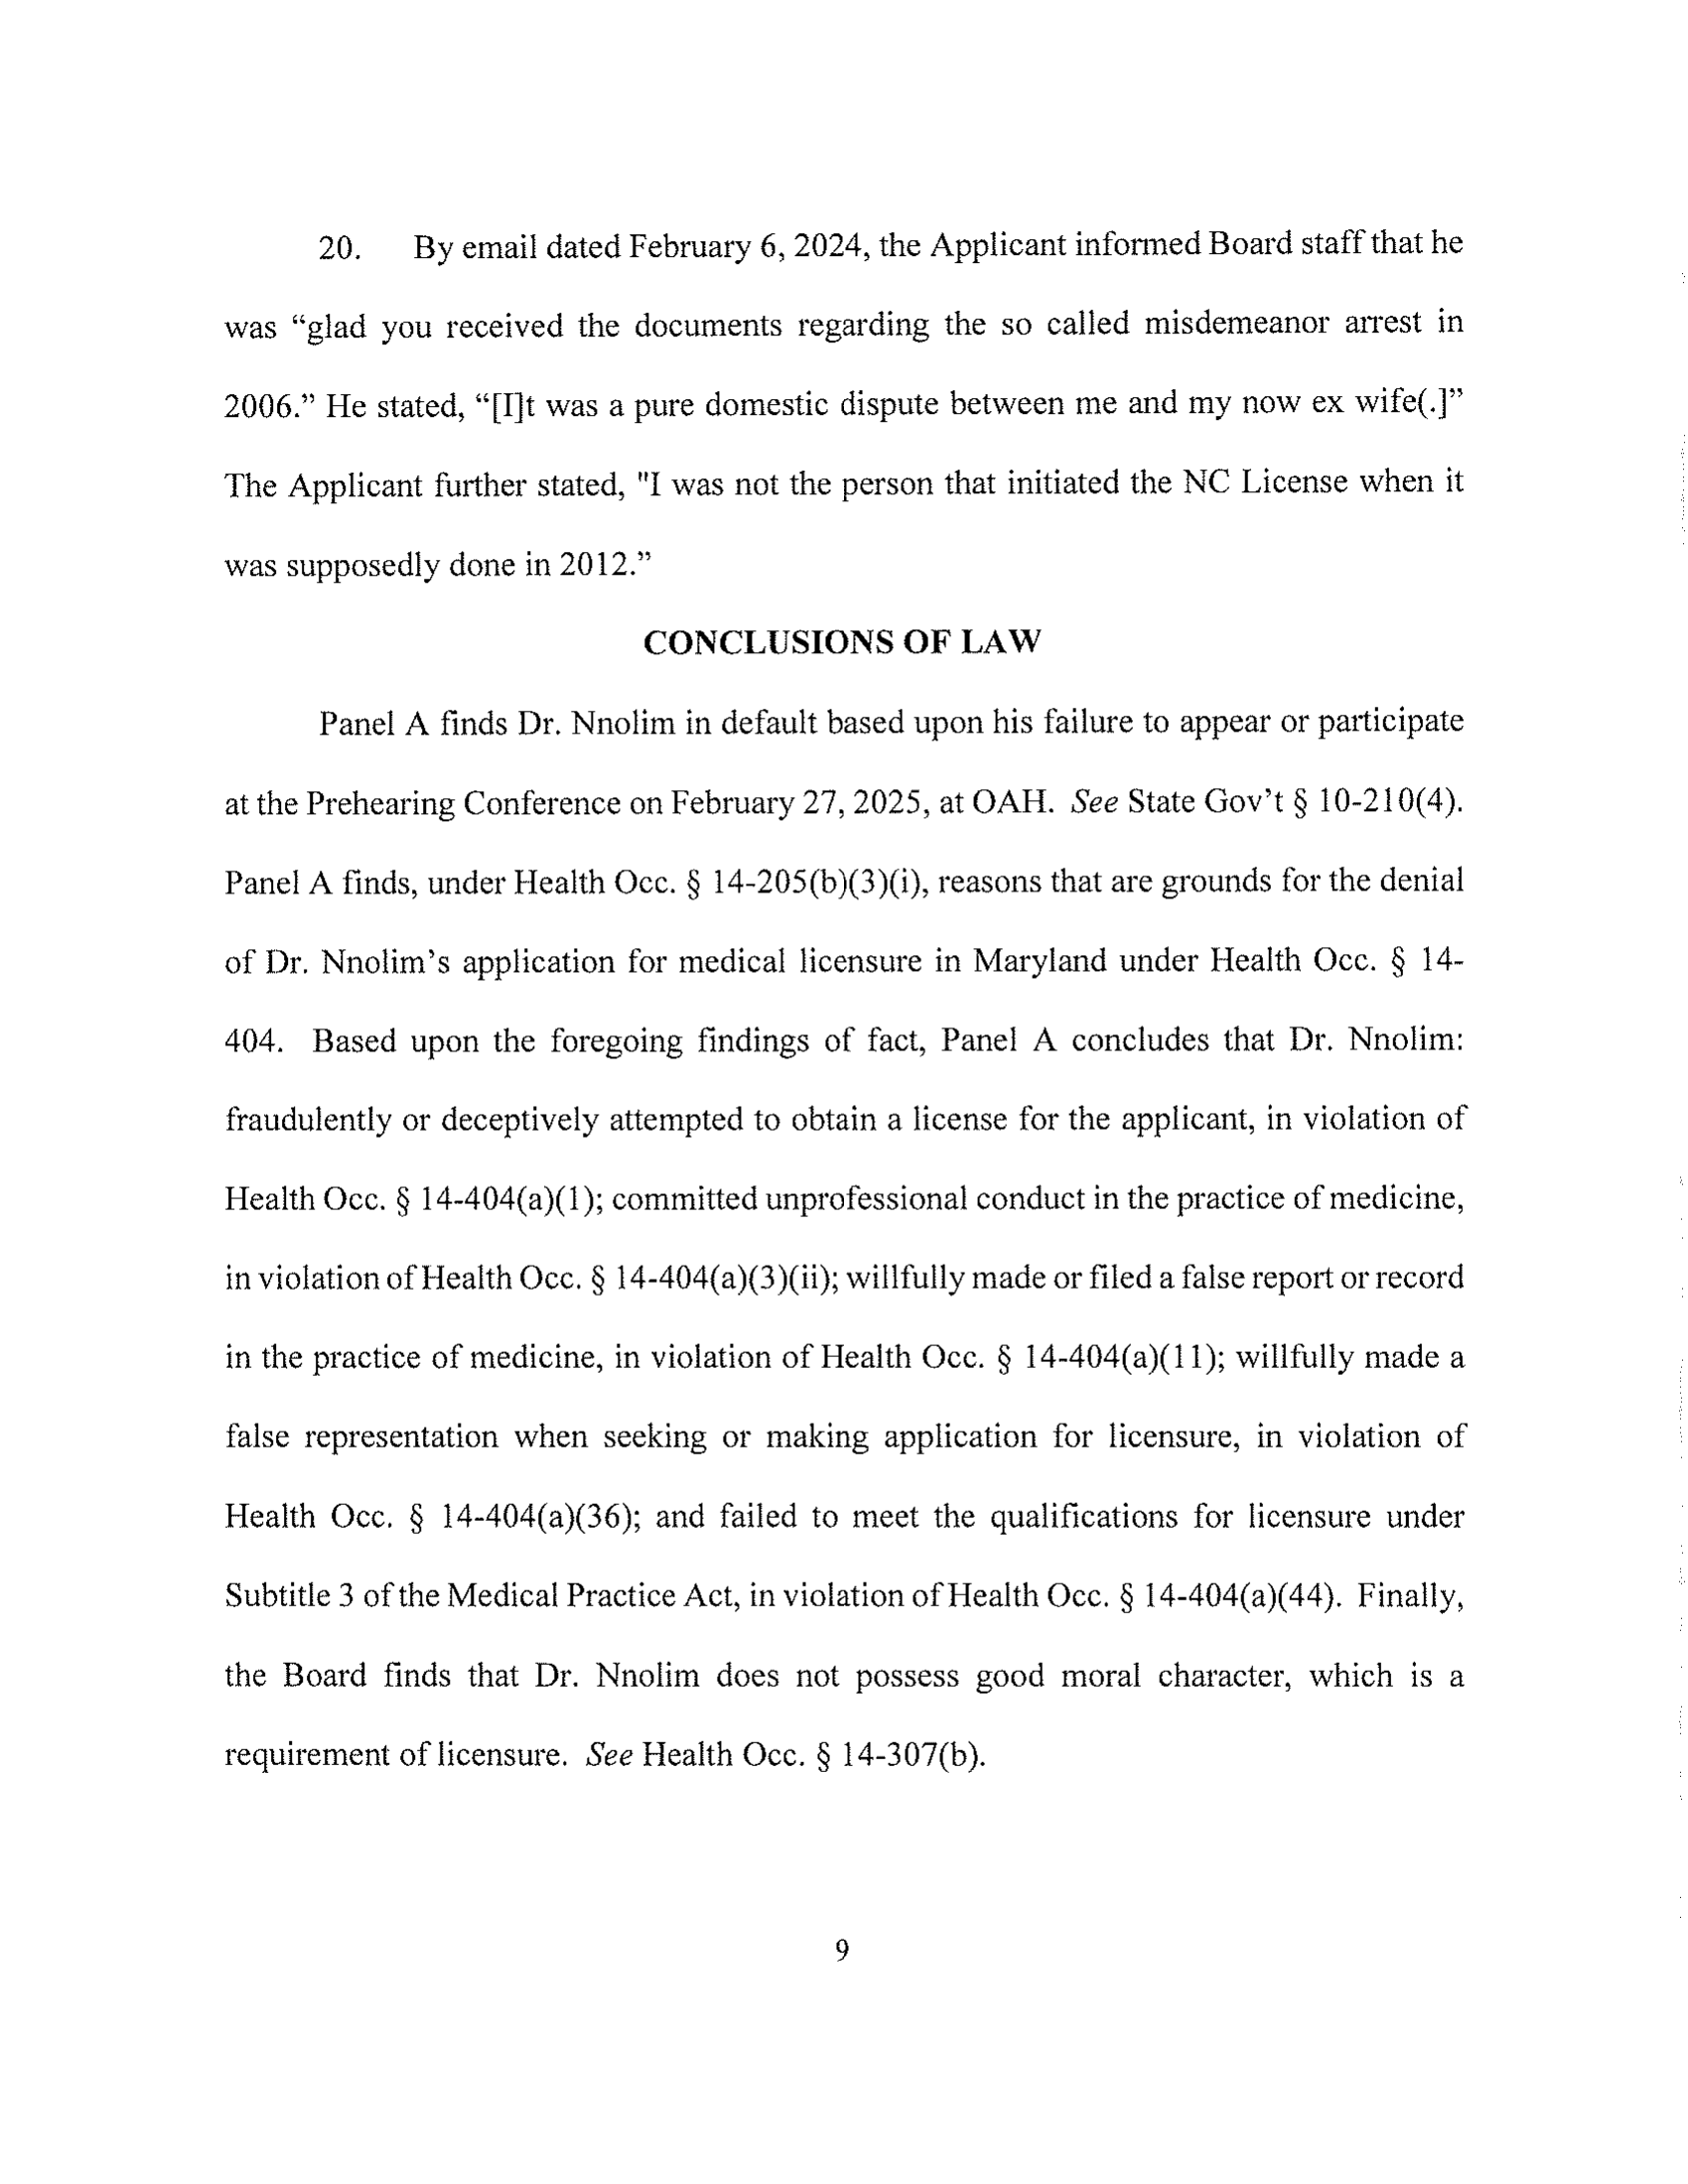 20. By email dated February 6, 2024, the Applicant informed Board staff that he
was “glad you received the documents regarding the so called misdemeanor arrest in
2006.” He stated, “[I]t was a pure domestic dispute between me and my now ex wife(.]”
The Applicant further stated, "I was not the person that initiated the NC License when it
was supposedly done in 2012.”
CONCLUSIONS OF LAW
Panel A finds Dr. Nnolim in default based upon his failure to appear or participate
at the Prehearing Conference on February 27, 2025, at OAH. See State Gov’t § 10-210(4).
Panel A finds, under Health Occ. § 14-205(b)(3)(i), reasons that are grounds for the denial
of Dr. Nnolim’s application for medical licensure in Maryland under Health Occ. § 14-
404. Based upon the foregoing findings of fact, Panel A concludes that Dr. Nnolim:
fraudulently or deceptively attempted to obtain a license for the applicant, in violation of
Health Occ. § 14-404(a)(1); committed unprofessional conduct in the practice of medicine,
in violation of Health Occ. § 14-404(a)(3)(ii); willfully made or filed a false report or record
in the practice of medicine, in violation of Health Occ. § 14-404(a)(11); willfully made a
false representation when seeking or making application for licensure, in violation of
Health Occ. § 14-404(a)(36); and failed to meet the qualifications for licensure under
Subtitle 3 of the Medical Practice Act, in violation of Health Occ. § 14-404(a)(44). Finally,
the Board finds that Dr. Nnolim does not possess good moral character, which is a
requirement of licensure. See Health Occ. § 14-307(b).
9